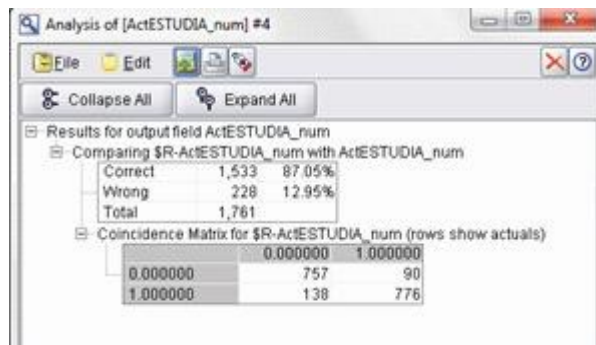 Analysis of [ActESTUDIA_num] #4
File Edit
Collapse All Expand All
Results for output field ActESTUDIA_num
Comparing $R-ActESTUDIA_num with ActESTUDIA_num
Correct 1,533 87.05%
Wrong 228 12.95%
Total 1,761
Coincidence Matrix for $R-ActESTUDIA_num (rows show actuals)
0.000000 1.000000
0.000000 757 90
1.000000 138 776